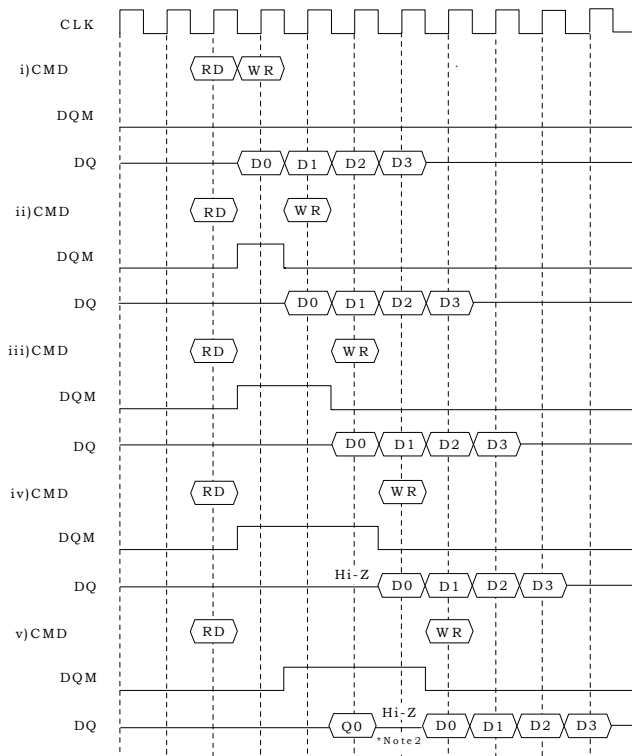 CLK
i)CMD RD WR
DQM
DQ D0 D1 D2 D3
ii)CMD RD WR
DQM
DQ D0 D1 D2 D3
iii)CMD RD WR
DQM
DQ D0 D1 D2 D3
iv)CMD RD WR
DQM
DQ Hi-Z D0 D1 D2 D3
v)CMD RD WR
DQM
DQ Q0 Hi-Z D0 D1 D2 D3
*Note2